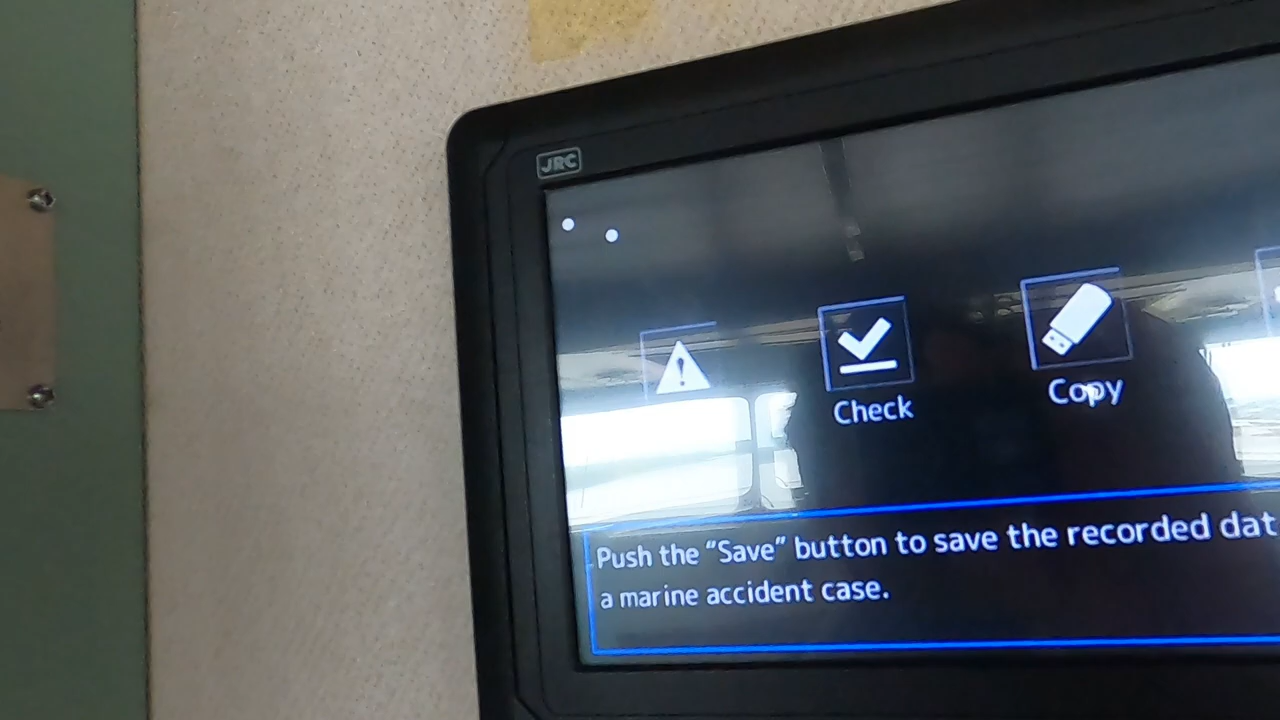 JRC
Check
Copy
Push the “Save” button to save the recorded dat
a marine accident case.